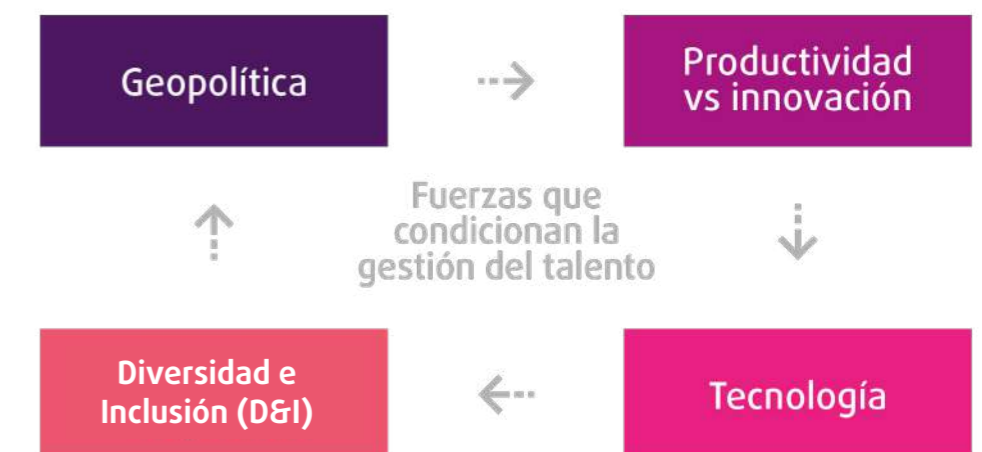 Geopolítica
Productividad
vs innovación
Fuerzas que
condicionan la
gestión del talento
Diversidad e
Inclusión (D&I)
Tecnología